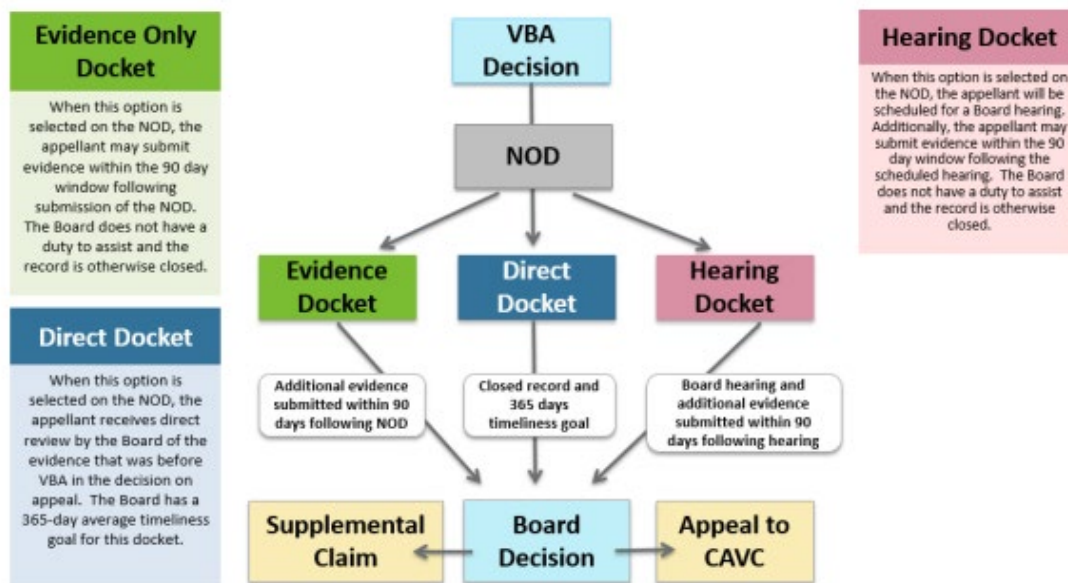 Evidence Only
Docket
When this option is
selected on the NOD, the
appellant may submit
evidence within the 90 day
window following
submission of the NOD.
The Board does not have a
duty to assist and the
record is otherwise closed.
Direct Docket
When this option is
selected on the NOD, the
appellant receives direct
review by the Board of the
evidence that was before
VBA in the decision on
appeal. The Board has a
365-day average timeliness
goal for this docket.
VBA
Decision
NOD
Evidence
Docket
Direct
Docket
Hearing
Docket
Additional evidence
submitted within 90
days following NOD
Closed record and
365 days
timeliness goal
Board hearing and
additional evidence
submitted within 90
days following hearing
Supplemental
Claim
Board
Decision
Appeal to
CAVC
Hearing Docket
When this option is selected on
the NOD, the appellant will be
scheduled for a Board hearing.
Additionally, the appellant may
submit evidence within the 90
day window following the
scheduled hearing. The Board
does not have a duty to assist
and the record is otherwise
closed.